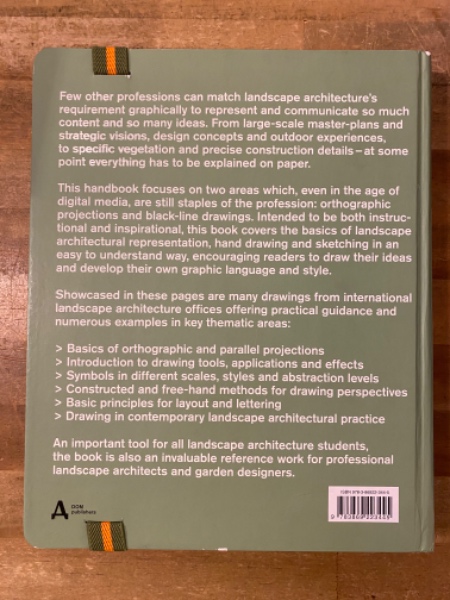 Few other professions can match landscape architecture's
requirement graphically to represent and communicate so much
content and so many ideas. From large-scale master-plans and
strategic visions, design concepts and outdoor experiences,
to specific vegetation and precise construction details – at some
point everything has to be explained on paper.
This handbook focuses on two areas which, even in the age of
digital media, are still staples of the profession: orthographic
projections and black-line drawings. Intended to be both instruc-
tional and inspirational, this book covers the basics of landscape
architectural representation, hand drawing and sketching in an
easy to understand way, encouraging readers to draw their ideas
and develop their own graphic language and style.
Showcased in these pages are many drawings from international
landscape architecture offices offering practical guidance and
numerous examples in key thematic areas:
> Basics of orthographic and parallel projections
> Introduction to drawing tools, applications and effects
> Symbols in different scales, styles and abstraction levels
> Constructed and free-hand methods for drawing perspectives
> Basic principles for layout and lettering
> Drawing in contemporary landscape architectural practice
An important tool for all landscape architecture students,
the book is also an invaluable reference work for professional
landscape architects and garden designers.
DOM
publishers